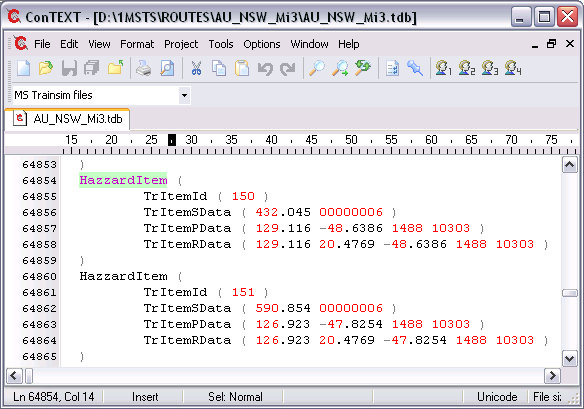 ConTEXT - [D:\1MSTS\ROUTES\AU_NSW_Mi3\AU_NSW_Mi3.tdb]
File Edit View Format Project Tools Options Window Help
1 2 3 4
MS Trainsim files
AU_NSW_Mi3.tdb
15 20 25 30 35 40 45 50 55 60 65 70 75
64853 )
64854 HazzardItem (
64855 TrItemId ( 150 )
64856 TrItemSData ( 432.045 00000006 )
64857 TrItemPData ( 129.116 -48.6386 1488 10303 )
64858 TrItemRData ( 129.116 20.4769 -48.6386 1488 10303 )
64859 )
64860 HazzardItem (
64861 TrItemId ( 151 )
64862 TrItemSData ( 590.854 00000006 )
64863 TrItemPData ( 126.923 -47.8254 1488 10303 )
64864 TrItemRData ( 126.923 20.4769 -47.8254 1488 10303 )
64865 )
Ln 64854, Col 14 Insert Sel: Normal Unicode File si